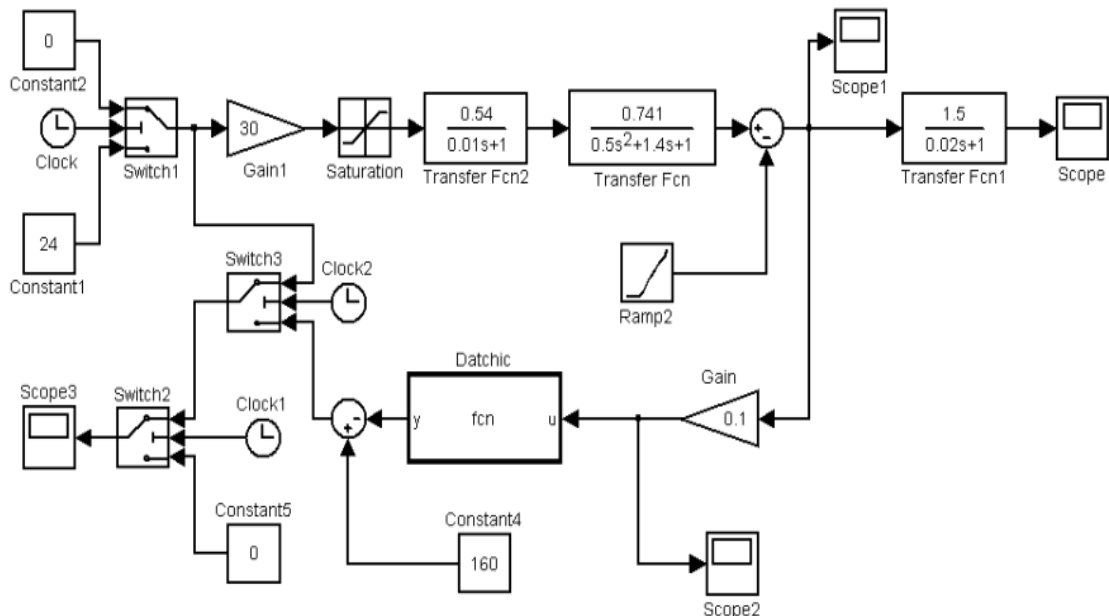 0
Constant2
Clock
Switch1
24
Constant1
30
Gain1
Saturation
0.54
0.01s+1
Transfer Fcn2
0.741
0.5s²+1.4s+1
Transfer Fcn
+
-
Scope1
1.5
0.02s+1
Transfer Fcn1
Scope
Switch3
Clock2
Ramp2
Datchic
y
fcn
u
Gain
0.1
Scope3
Switch2
Clock1
-
+
Constant5
0
Constant4
160
Scope2